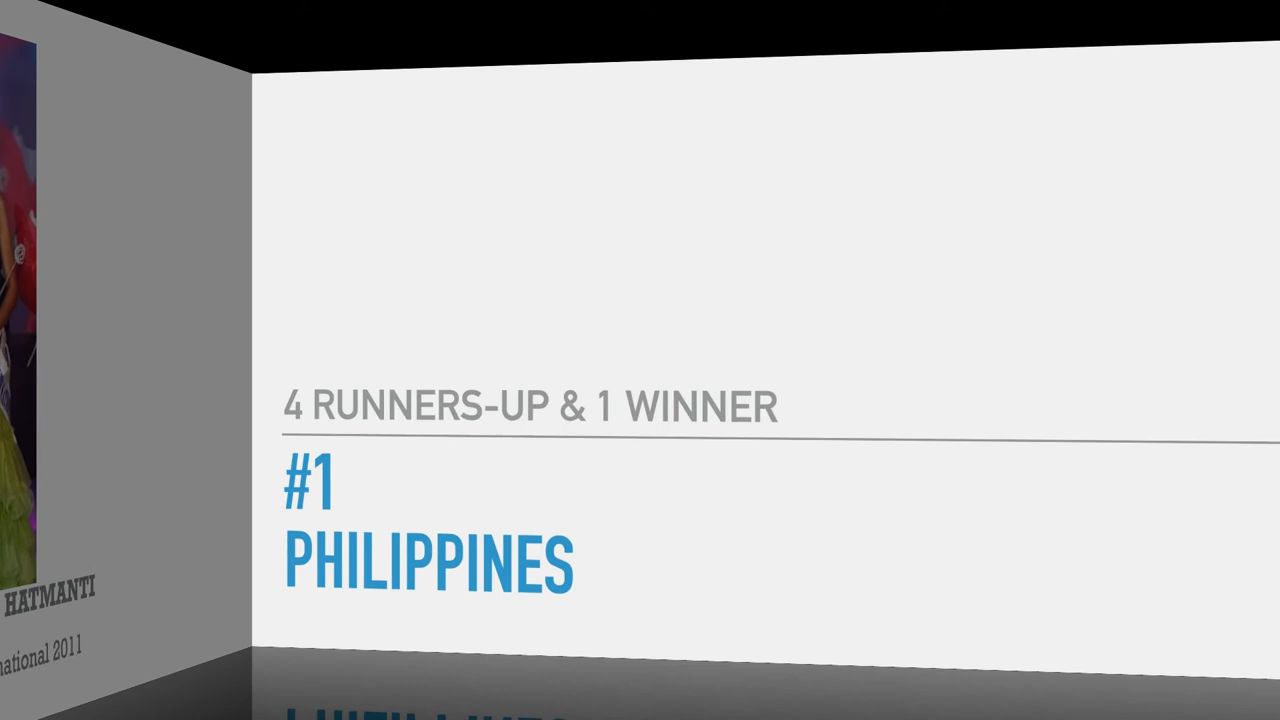 4 RUNNERS-UP & 1 WINNER
#1
PHILIPPINES
HATMANTI
national 2011